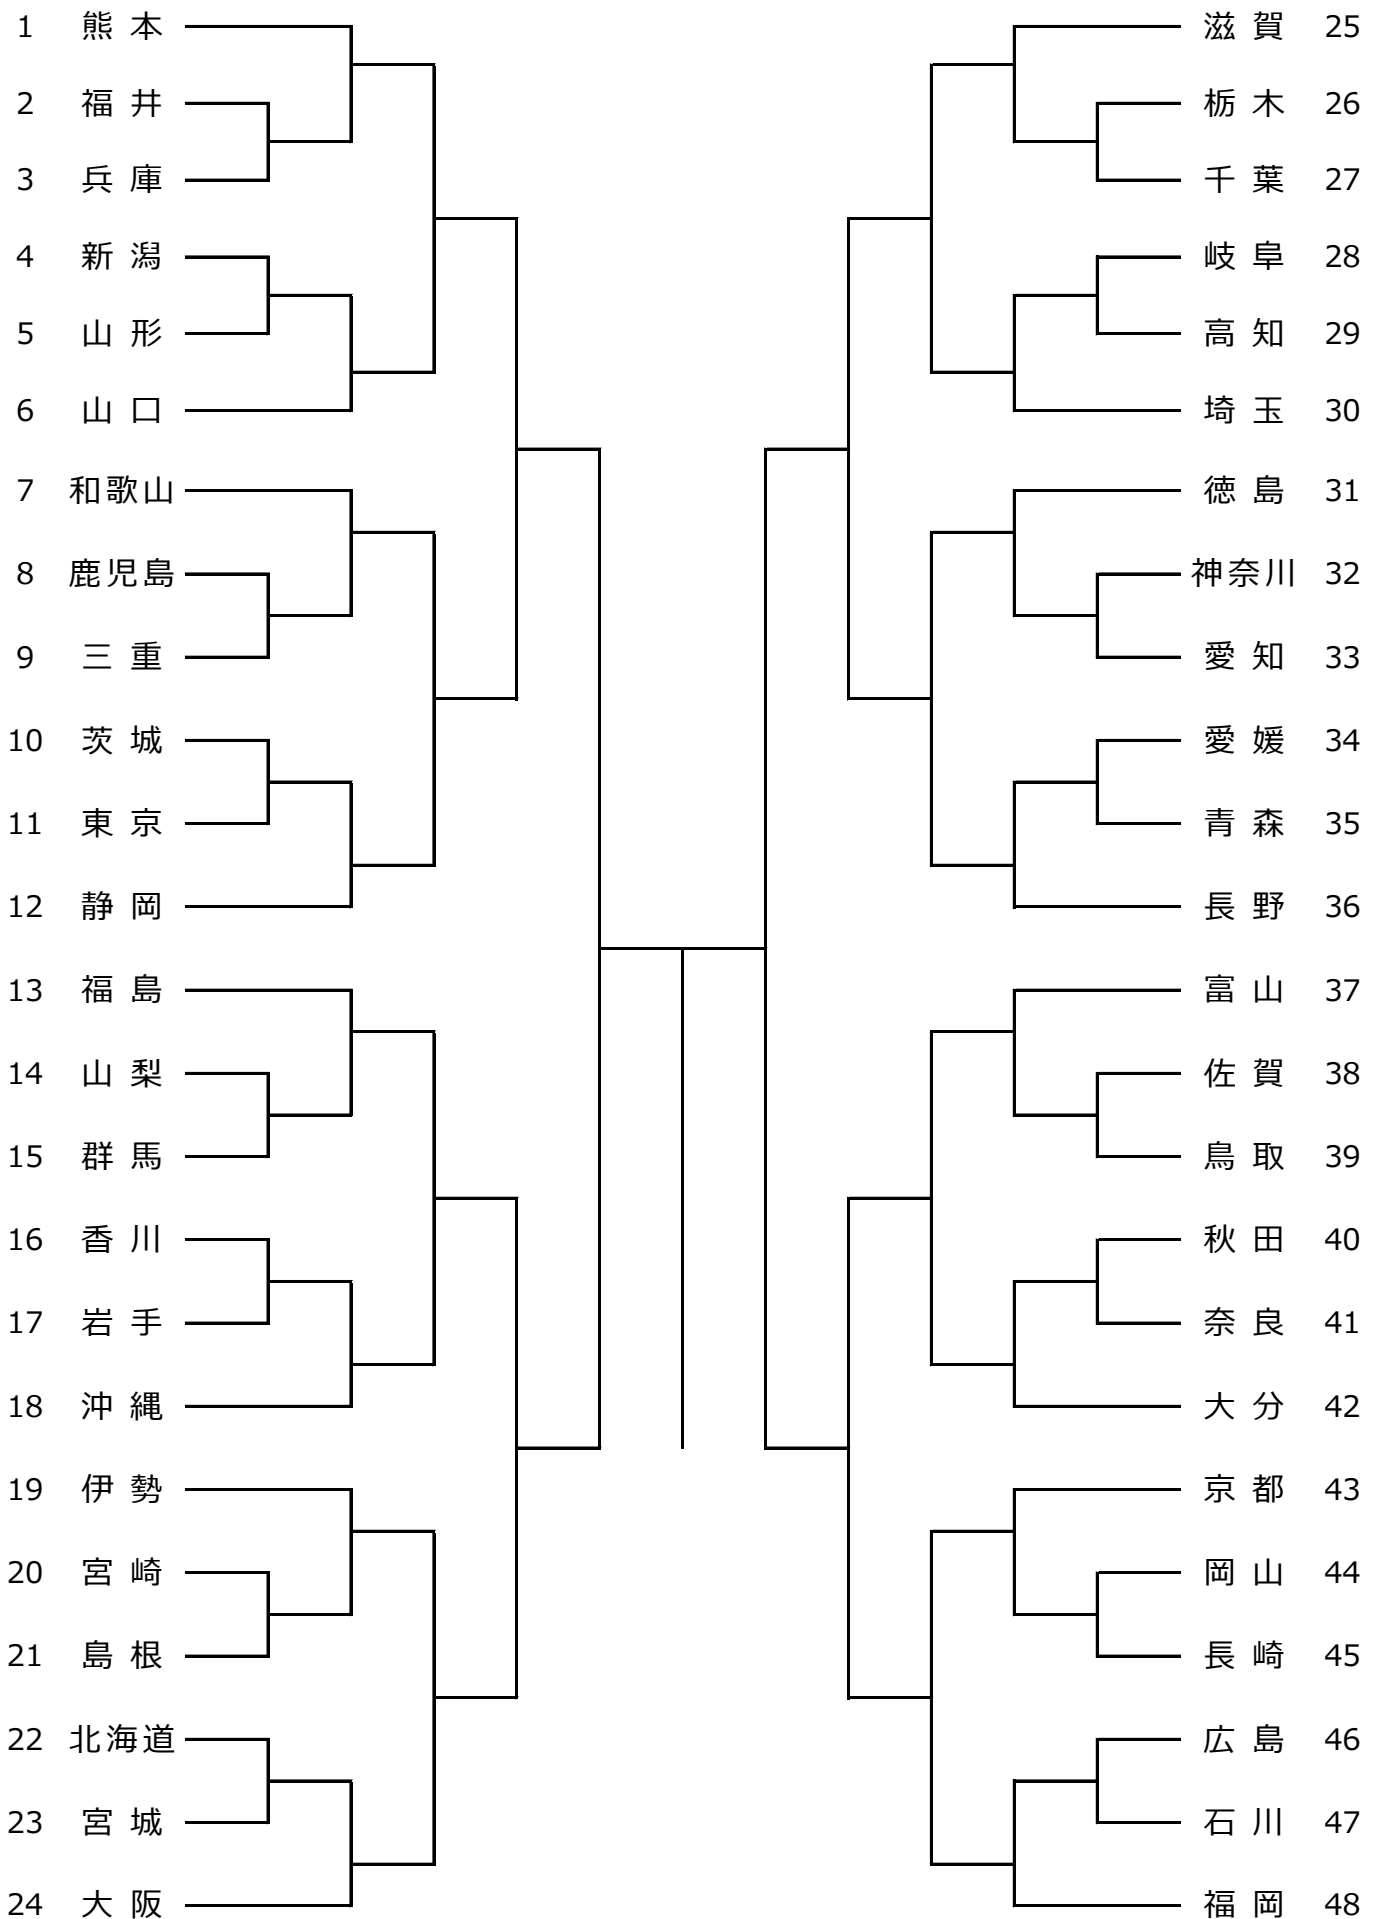 1 熊本
2 福井
3 兵庫
4 新潟
5 山形
6 山口
7 和歌山
8 鹿児島
9 三重
10 茨城
11 東京
12 静岡
13 福島
14 山梨
15 群馬
16 香川
17 岩手
18 沖縄
19 伊勢
20 宮崎
21 島根
22 北海道
23 宮城
24 大阪
滋賀 25
栃木 26
千葉 27
岐阜 28
高知 29
埼玉 30
徳島 31
神奈川 32
愛知 33
愛媛 34
青森 35
長野 36
富山 37
佐賀 38
鳥取 39
秋田 40
奈良 41
大分 42
京都 43
岡山 44
長崎 45
広島 46
石川 47
福岡 48